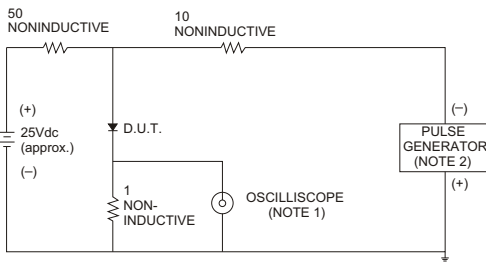 50
NONINDUCTIVE
10
NONINDUCTIVE
(+)
25Vdc
(approx.)
(–)
D.U.T.
1
NON-
INDUCTIVE
OSCILLISCOPE
(NOTE 1)
(–)
PULSE
GENERATOR
(NOTE 2)
(+)